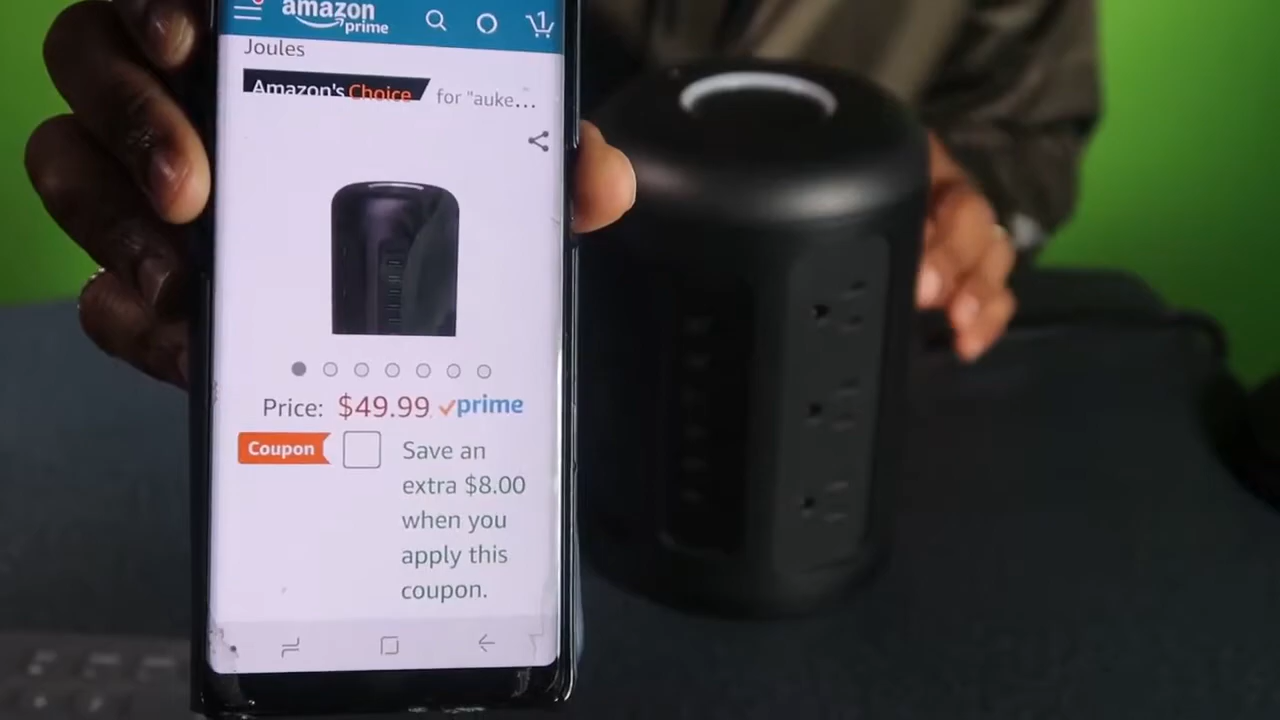 amazon
prime
1
Joules
Amazon's Choice for "auke...
Price: $49.99 prime
Coupon
Save an
extra $8.00
when you
apply this
coupon.